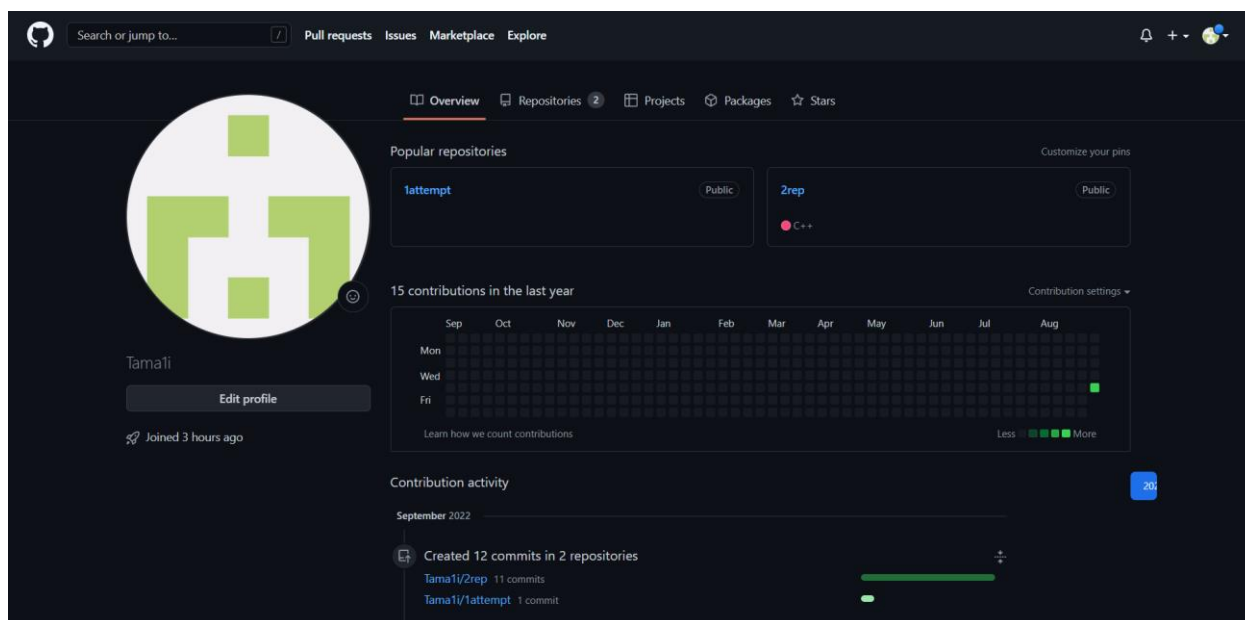 Search or jump to... / Pull requests Issues Marketplace Explore
Overview Repositories 2 Projects Packages Stars
Popular repositories Customize your pins
1attempt Public 2rep Public
C++
15 contributions in the last year Contribution settings
Sep Oct Nov Dec Jan Feb Mar Apr May Jun Jul Aug
Mon
Wed
Fri
Learn how we count contributions Less More
Tama1i
Edit profile
Joined 3 hours ago
Contribution activity
September 2022
Created 12 commits in 2 repositories
Tama1i/2rep 11 commits
Tama1i/1attempt 1 commit